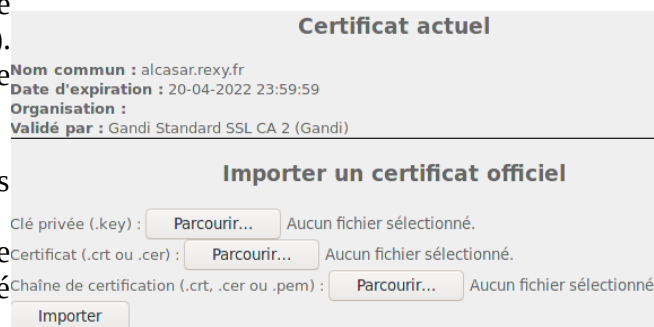 Certificat actuel
Nom commun : alcasar.rexy.fr
Date d'expiration : 20-04-2022 23:59:59
Organisation :
Validé par : Gandi Standard SSL CA 2 (Gandi)
Importer un certificat officiel
Clé privée (.key) : Parcourir... Aucun fichier sélectionné.
Certificat (.crt ou .cer) : Parcourir... Aucun fichier sélectionné.
Chaîne de certification (.crt, .cer ou .pem) : Parcourir... Aucun fichier sélectionné
Importer